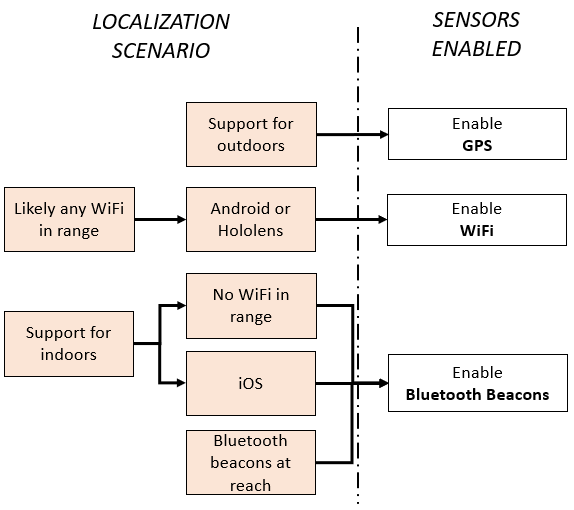 LOCALIZATION
SCENARIO
SENSORS
ENABLED
Support for
outdoors
Enable
GPS
Likely any WiFi
in range
Android or
Hololens
Enable
WiFi
Support for
indoors
No WiFi in
range
iOS
Bluetooth
beacons at
reach
Enable
Bluetooth Beacons